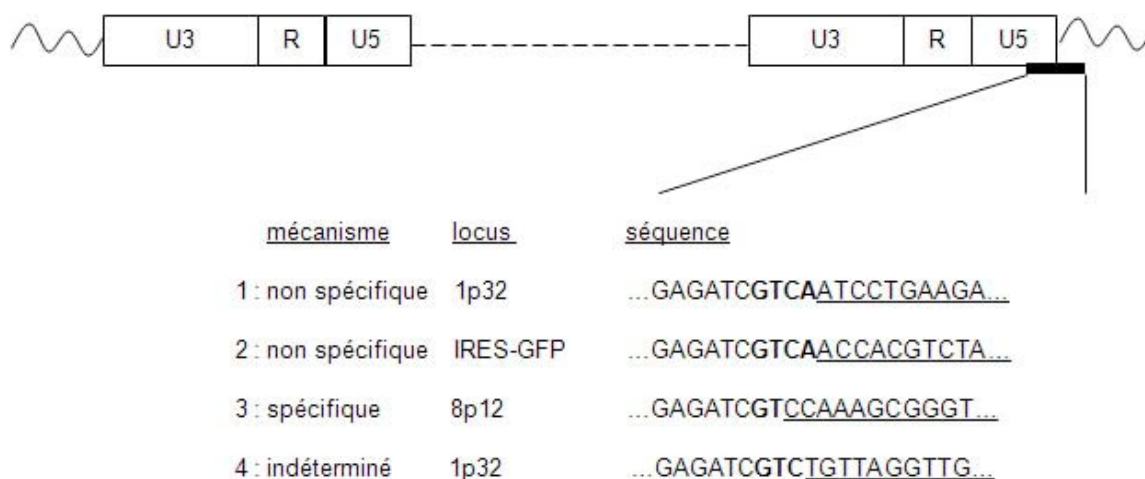 U3 R U5 U3 R U5
mécanisme locus séquence
1 : non spécifique 1p32 ...GAGATCGTCAATCCTGAAGA...
2 : non spécifique IRES-GFP ...GAGATCGTCAACCACGTCTA...
3 : spécifique 8p12 ...GAGATCGTCCAAAGCGGGT...
4 : indéterminé 1p32 ...GAGATCGTCTGTTAGGTTG...